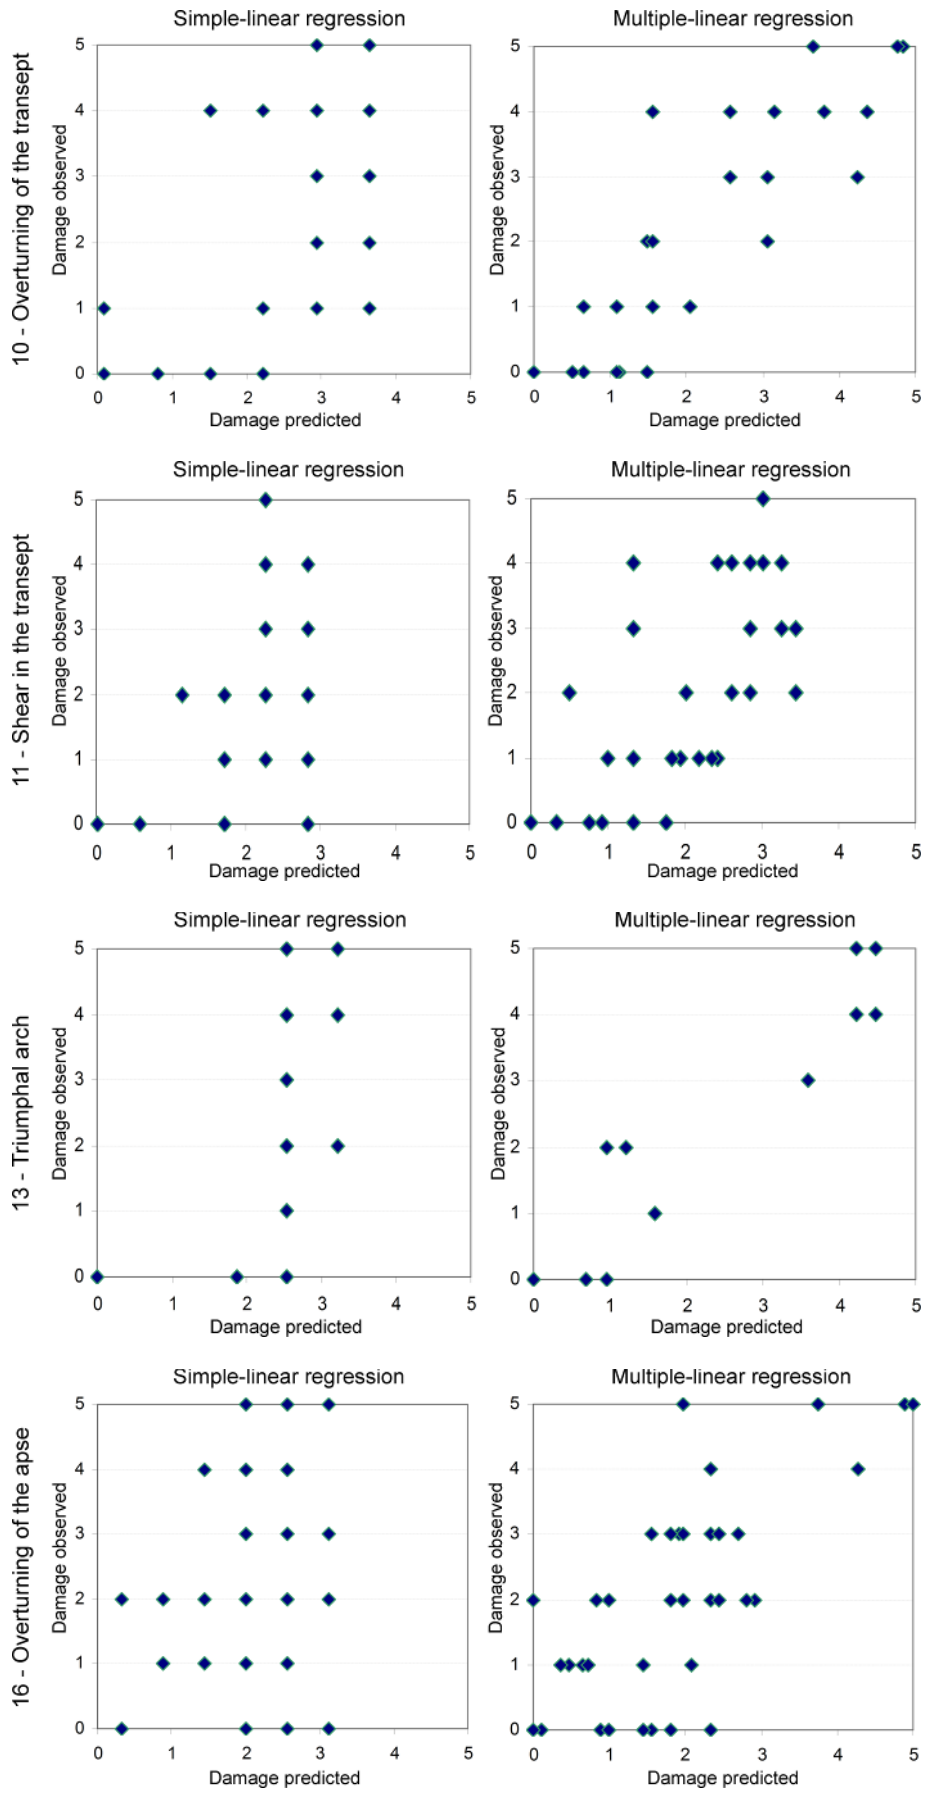 10 - Overturning of the transept
Simple-linear regression
Damage observed
5
4
3
2
1
0
0 1 2 3 4 5
Damage predicted
Multiple-linear regression
Damage observed
5
4
3
2
1
0
0 1 2 3 4 5
Damage predicted
11 - Shear in the transept
Simple-linear regression
Damage observed
5
4
3
2
1
0
0 1 2 3 4 5
Damage predicted
Multiple-linear regression
Damage observed
5
4
3
2
1
0
0 1 2 3 4 5
Damage predicted
13 - Triumphal arch
Simple-linear regression
Damage observed
5
4
3
2
1
0
0 1 2 3 4 5
Damage predicted
Multiple-linear regression
Damage observed
5
4
3
2
1
0
0 1 2 3 4 5
Damage predicted
16 - Overturning of the apse
Simple-linear regression
Damage observed
5
4
3
2
1
0
0 1 2 3 4 5
Damage predicted
Multiple-linear regression
Damage observed
5
4
3
2
1
0
0 1 2 3 4 5
Damage predicted